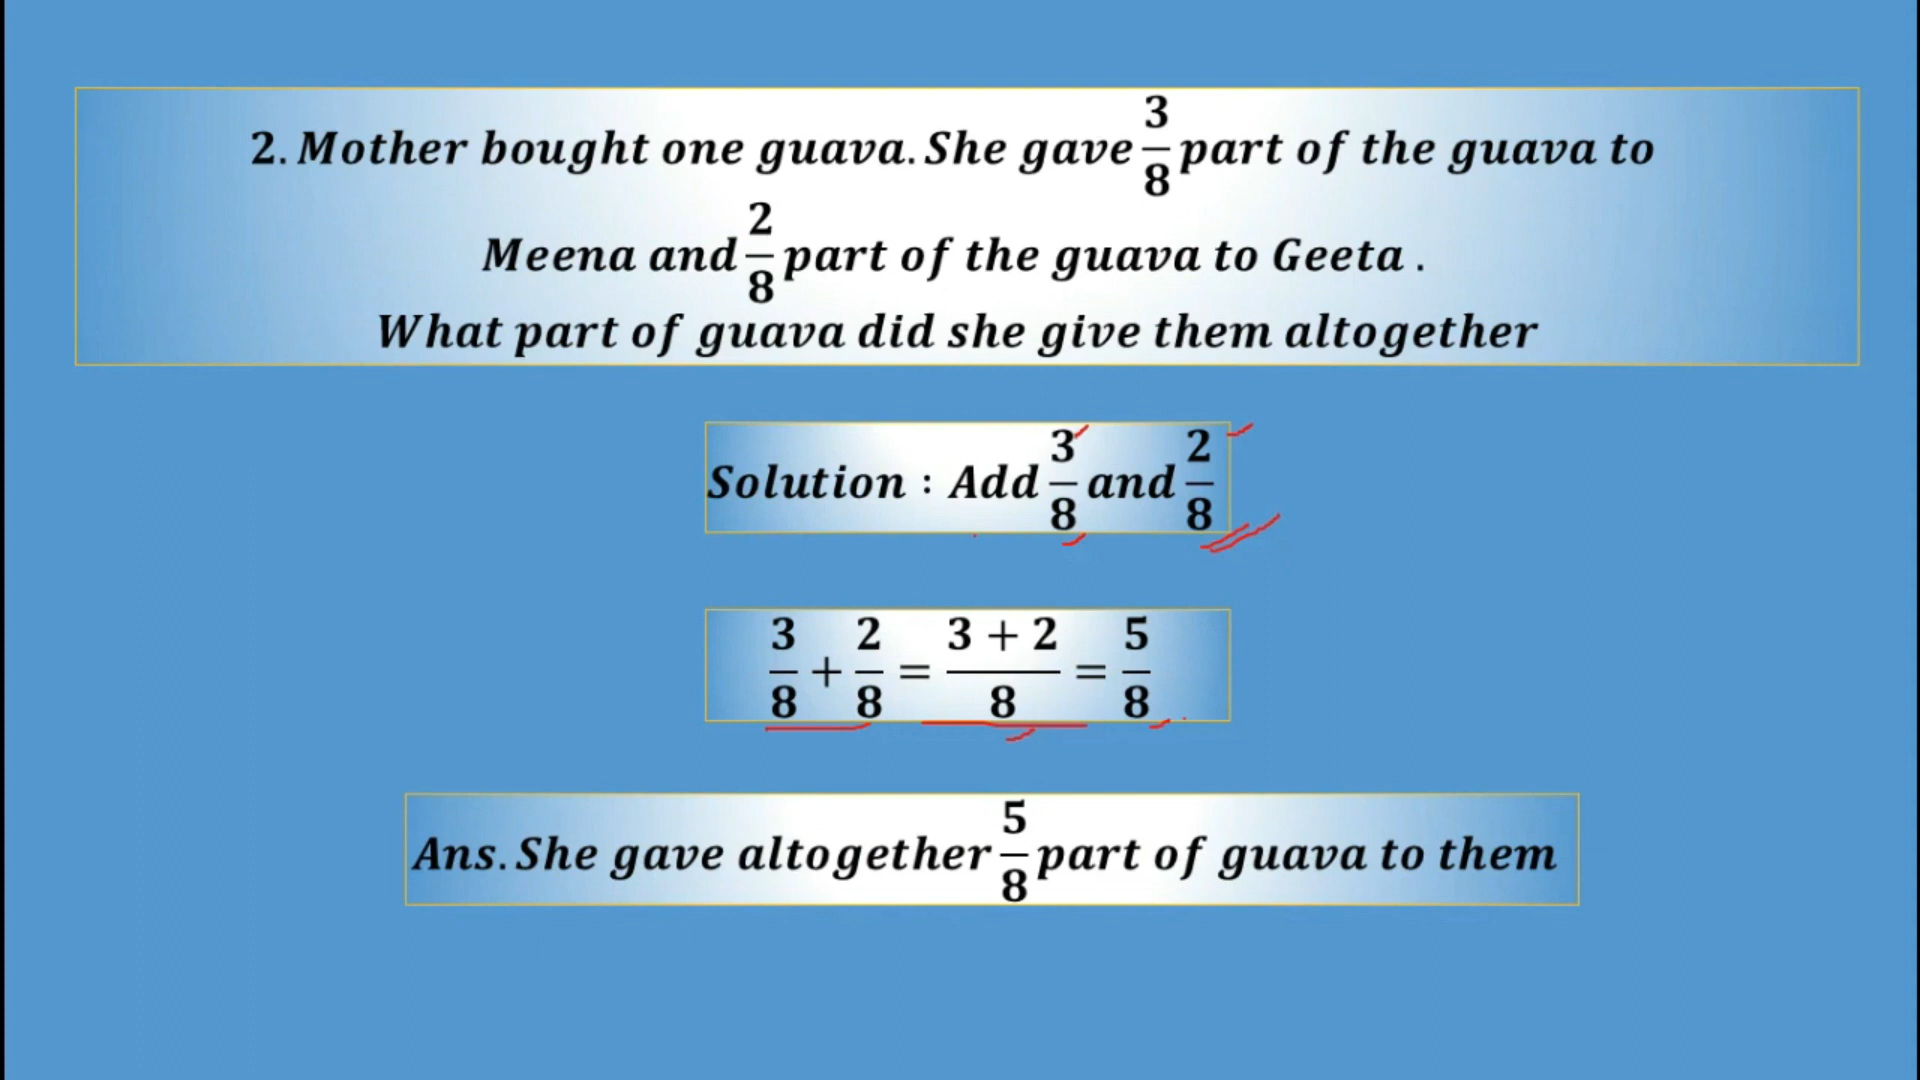 2. Mother bought one guava. She gave 3/8 part of the guava to
Meena and 2/8 part of the guava to Geeta .
What part of guava did she give them altogether
Solution : Add 3/8 and 2/8
3/8 + 2/8 = 3 + 2/8 = 5/8
Ans. She gave altogether 5/8 part of guava to them